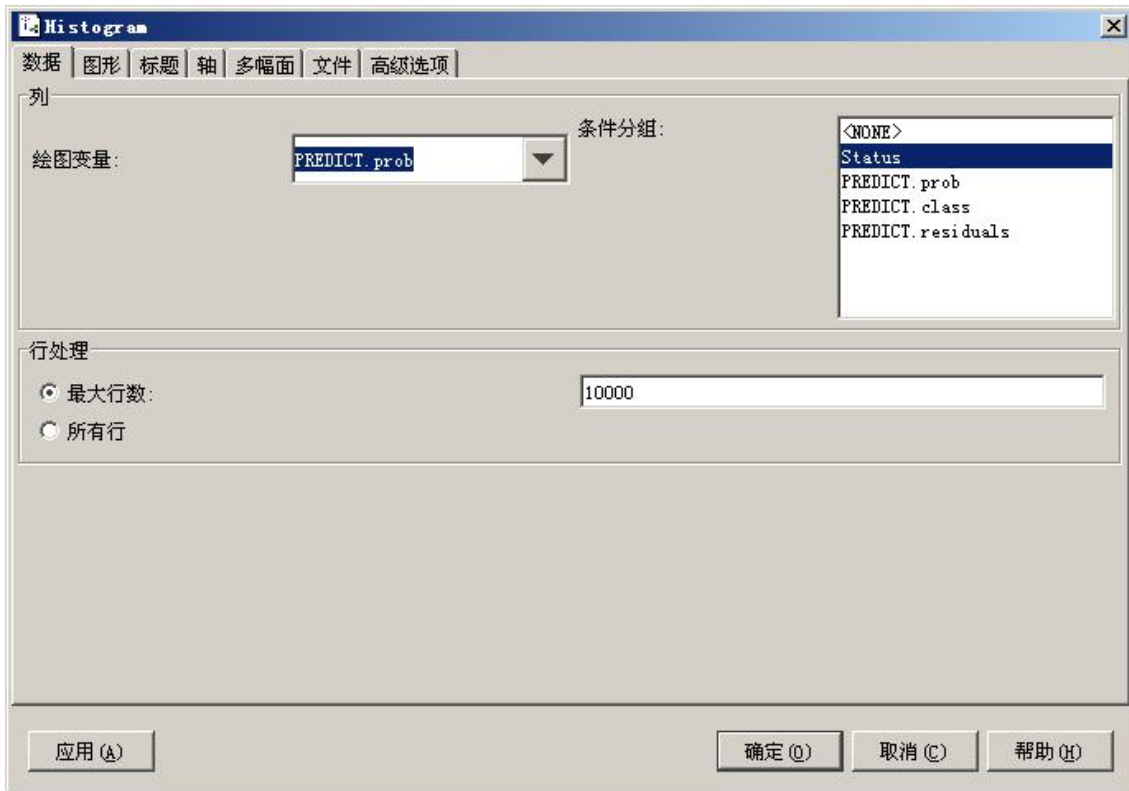 Histogram
数据 图形 标题 轴 多幅面 文件 高级选项
列
绘图变量:
PREDICT.prob
条件分组:
<NONE>
Status
PREDICT.prob
PREDICT.class
PREDICT.residuals
行处理
最大行数:
10000
所有行
应用(A) 确定(O) 取消(C) 帮助(H)